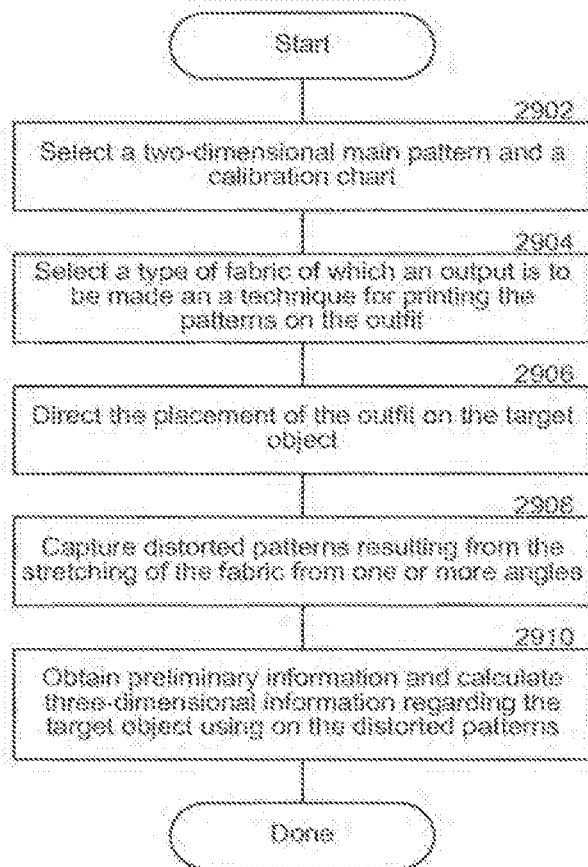 Start
2902
Select a two-dimensional main pattern and a
calibration chart
2904
Select a type of fabric of which an output is to
be made an a technique for printing the
patterns on the outfit
2906
Direct the placement of the outfit on the target
object
2908
Capture distorted patterns resulting from the
stretching of the fabric from one or more angles
2910
Obtain preliminary information and calculate
three-dimensional information regarding the
target object using on the distorted patterns
Done